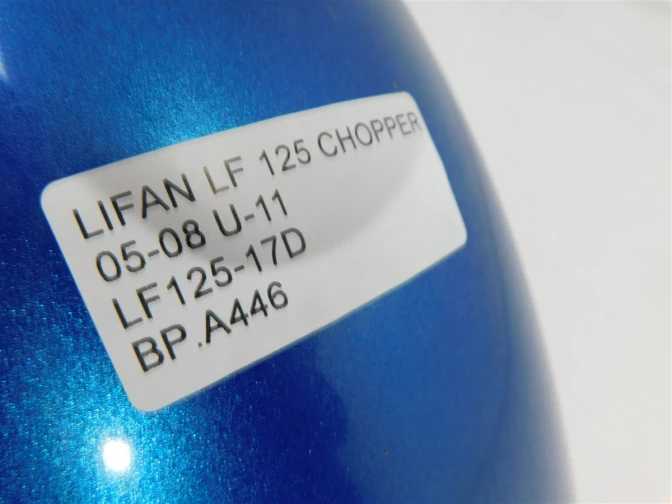 LIFAN LF 125 CHOPPER
05-08 U-11
LF125-17D
BP.A446